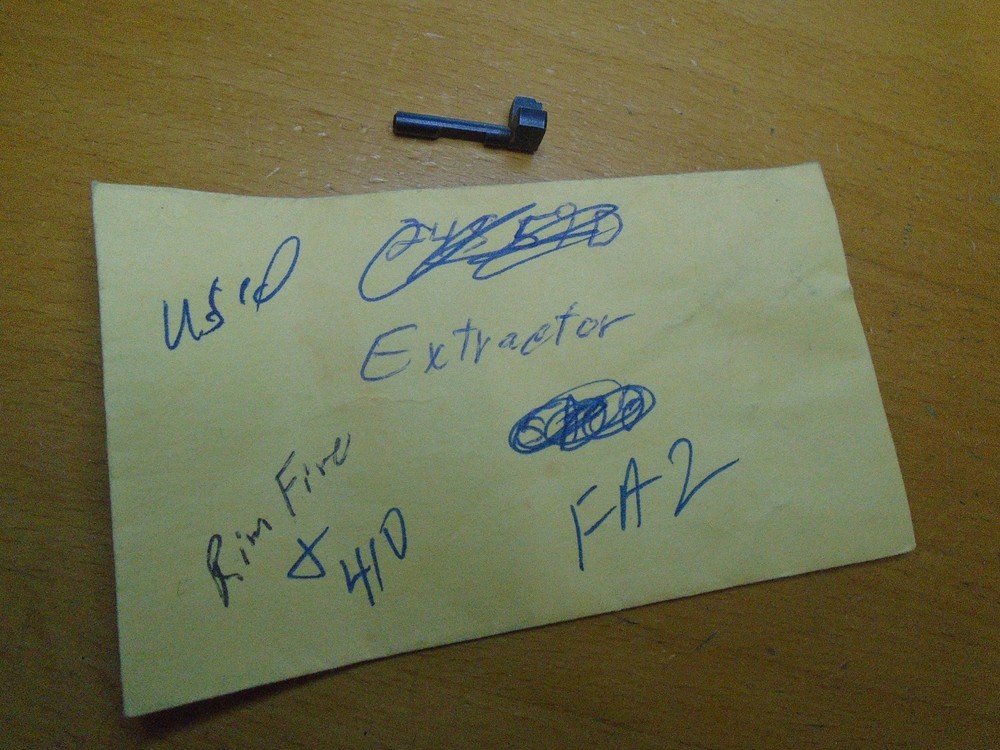 Used
Extractor
Rim Fire
& 410
FA2